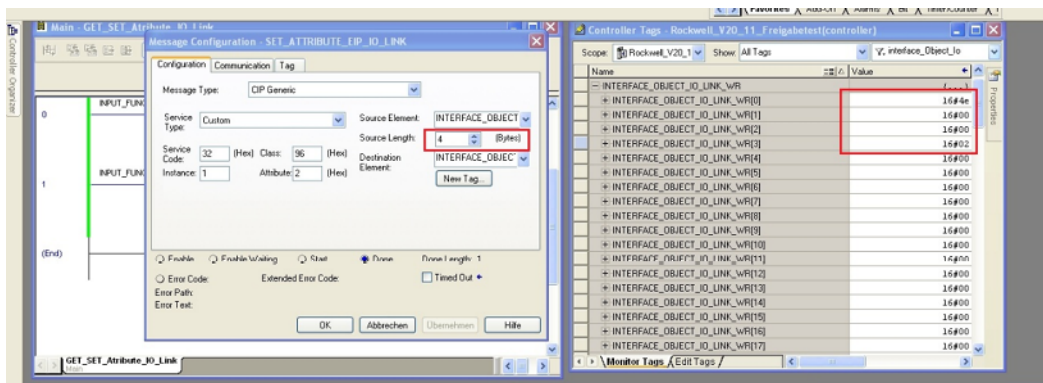 Favorites Add-On Alarms Bit Timer/Counter
Main - GET_SET_Atribute_IO_Link
Controller Organizer
INPUT_FUNC
0
INPUT_FUNC
1
(End)
GET_SET_Atribute_IO_Link
Main
Message Configuration - SET_ATTRIBUTE_EIP_IO_LINK
Configuration Communication Tag
Message Type: CIP Generic
Service Type: Custom
Source Element: INTERFACE_OBJECT
Source Length: 4 (Bytes)
Service Code: 32 (Hex) Class: 96 (Hex)
Destination Element: INTERFACE_OBJEC
Instance: 1 Attribute: 2 (Hex)
New Tag...
Enable Enable Waiting Start Done Done Length: 1
Error Code: Extended Error Code: Timed Out
Error Path:
Error Text:
OK Abbrechen Übernehmen Hilfe
Controller Tags - Rockwell_V20_11_Freigabetest(controller)
Scope: Rockwell_V20_1 Show: All Tags interface_Object_Io
Name Value
INTERFACE_OBJECT_IO_LINK_WR {...}
INTERFACE_OBJECT_IO_LINK_WR[0] 16#4e
INTERFACE_OBJECT_IO_LINK_WR[1] 16#00
INTERFACE_OBJECT_IO_LINK_WR[2] 16#00
INTERFACE_OBJECT_IO_LINK_WR[3] 16#02
INTERFACE_OBJECT_IO_LINK_WR[4] 16#00
INTERFACE_OBJECT_IO_LINK_WR[5] 16#00
INTERFACE_OBJECT_IO_LINK_WR[6] 16#00
INTERFACE_OBJECT_IO_LINK_WR[7] 16#00
INTERFACE_OBJECT_IO_LINK_WR[8] 16#00
INTERFACE_OBJECT_IO_LINK_WR[9] 16#00
INTERFACE_OBJECT_IO_LINK_WR[10] 16#00
INTERFACE_OBJECT_IO_LINK_WR[11] 16#00
INTERFACE_OBJECT_IO_LINK_WR[12] 16#00
INTERFACE_OBJECT_IO_LINK_WR[13] 16#00
INTERFACE_OBJECT_IO_LINK_WR[14] 16#00
INTERFACE_OBJECT_IO_LINK_WR[15] 16#00
INTERFACE_OBJECT_IO_LINK_WR[16] 16#00
INTERFACE_OBJECT_IO_LINK_WR[17] 16#00
Monitor Tags Edit Tags
Properties